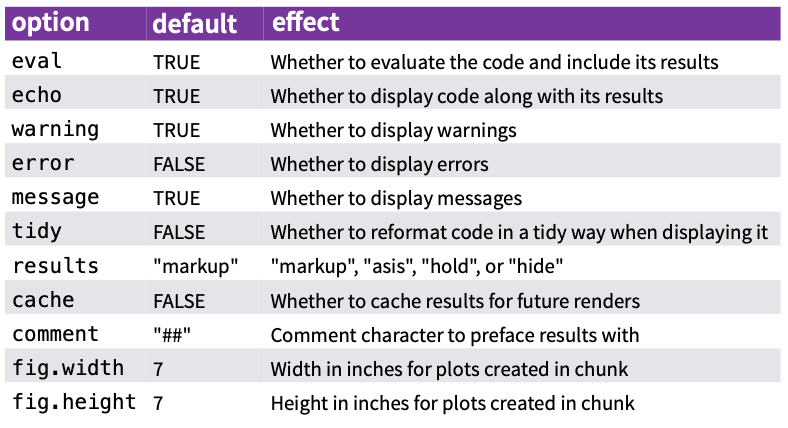 option default effect
eval TRUE Whether to evaluate the code and include its results
echo TRUE Whether to display code along with its results
warning TRUE Whether to display warnings
error FALSE Whether to display errors
message TRUE Whether to display messages
tidy FALSE Whether to reformat code in a tidy way when displaying it
results "markup" "markup", "asis", "hold", or "hide"
cache FALSE Whether to cache results for future renders
comment "##" Comment character to preface results with
fig.width 7 Width in inches for plots created in chunk
fig.height 7 Height in inches for plots created in chunk